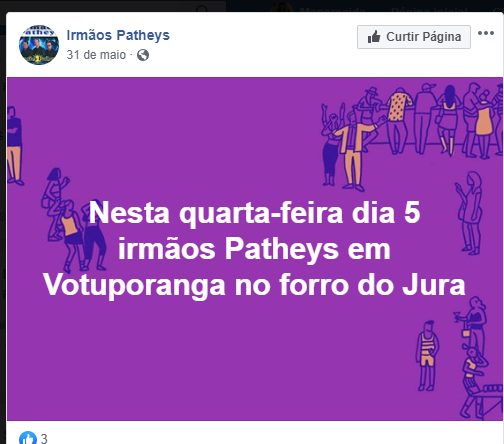 Irmãos Patheys
Curtir Página
31 de maio
Nesta quarta-feira dia 5
irmãos Patheys em
Votuporanga no forro do Jura
3